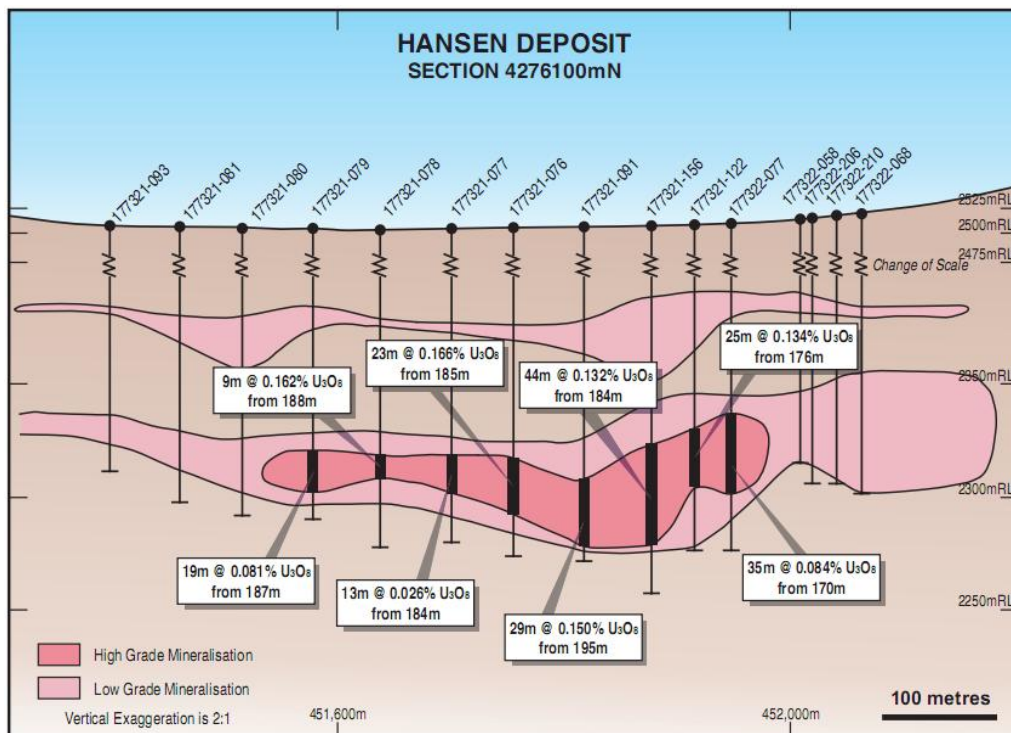 HANSEN DEPOSIT
SECTION 4276100mN
177321-093
177321-081
177321-080
177321-079
177321-078
177321-077
177321-076
177321-091
177321-156
177321-122
177322-077
177322-058
177322-206
177322-210
177322-068
2525mRL
2500mRL
2475mRL
Change of Scale
25m @ 0.134% U₃O₈
from 176m
23m @ 0.166% U₃O₈
from 185m
44m @ 0.132% U₃O₈
from 184m
9m @ 0.162% U₃O₈
from 188m
2350mRL
2300mRL
19m @ 0.081% U₃O₈
from 187m
13m @ 0.026% U₃O₈
from 184m
29m @ 0.150% U₃O₈
from 195m
35m @ 0.084% U₃O₈
from 170m
2250mRL
High Grade Mineralisation
Low Grade Mineralisation
Vertical Exaggeration is 2:1
451,600m
452,000m
100 metres